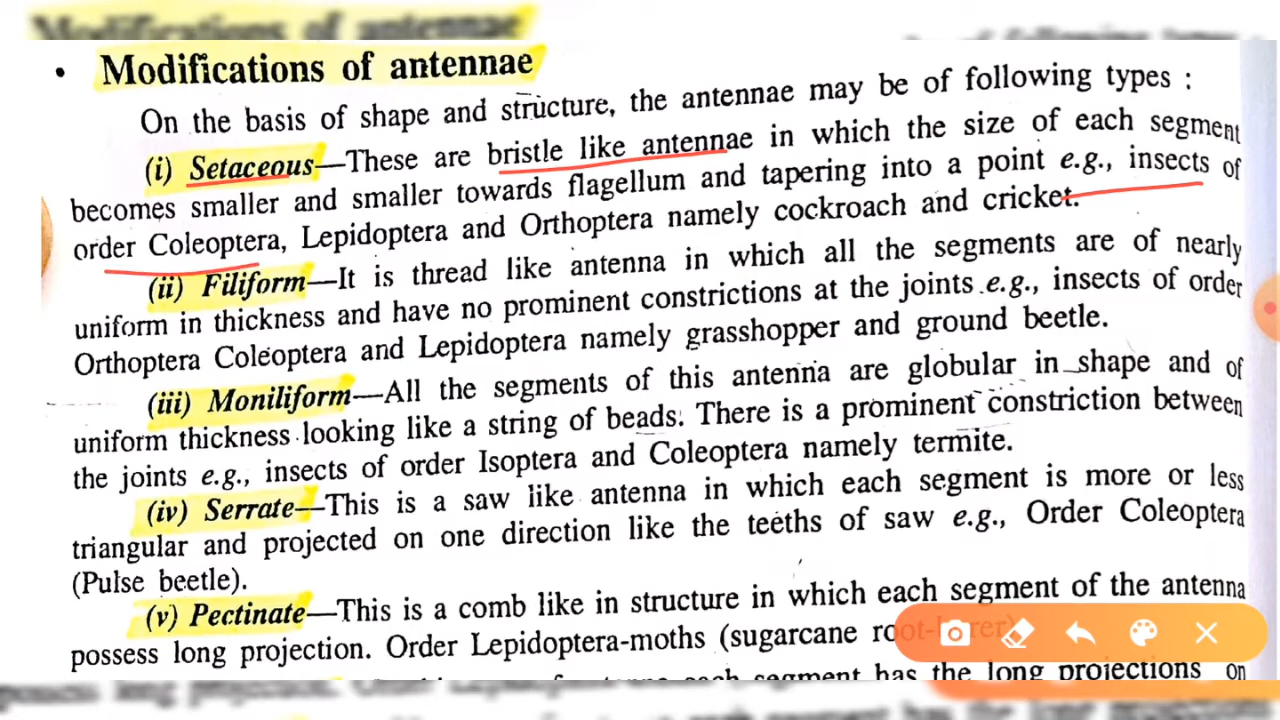 • Modifications of antennae
On the basis of shape and structure, the antennae may be of following types :
(i) Setaceous—These are bristle like antennae in which the size of each segment
becomes smaller and smaller towards flagellum and tapering into a point e.g., insects of
order Coleoptera, Lepidoptera and Orthoptera namely cockroach and cricket.
(ii) Filiform—It is thread like antenna in which all the segments are of nearly
uniform in thickness and have no prominent constrictions at the joints e.g., insects of order
Orthoptera Coleoptera and Lepidoptera namely grasshopper and ground beetle.
(iii) Moniliform—All the segments of this antenna are globular in shape and of
uniform thickness looking like a string of beads. There is a prominent constriction between
the joints e.g., insects of order Isoptera and Coleoptera namely termite.
(iv) Serrate—This is a saw like antenna in which each segment is more or less
triangular and projected on one direction like the teeths of saw e.g., Order Coleoptera
(Pulse beetle).
(v) Pectinate—This is a comb like in structure in which each segment of the antenna
possess long projection. Order Lepidoptera-moths (sugarcane
each segment has the long projections on